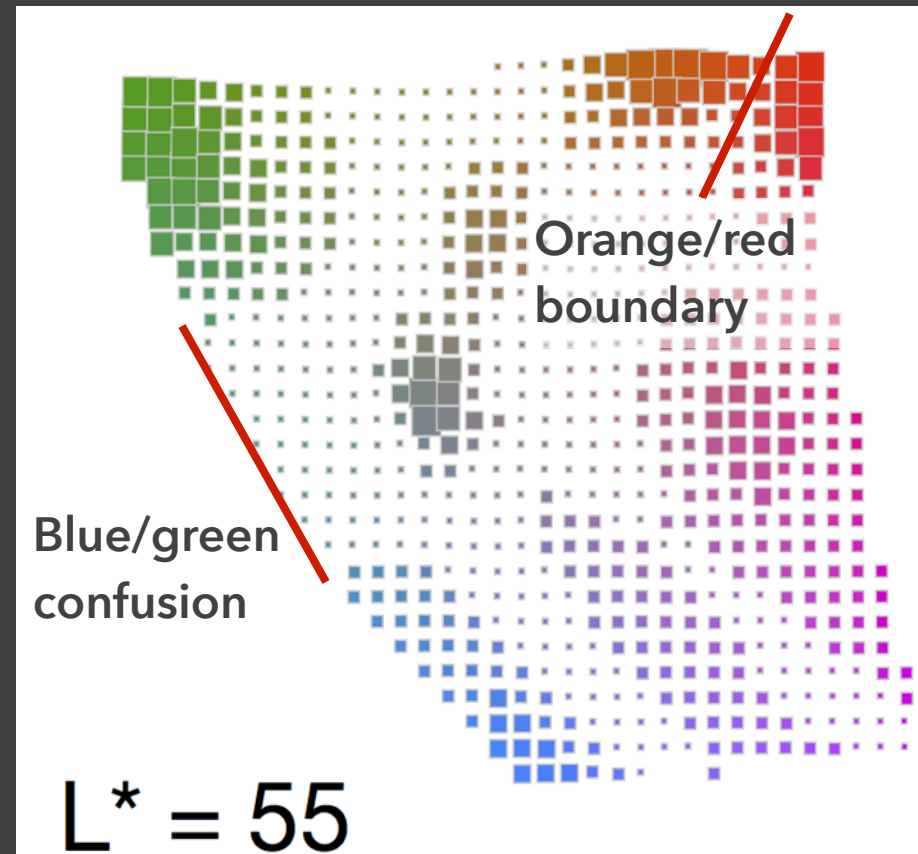 Orange/red
boundary
Blue/green
confusion
L* = 55